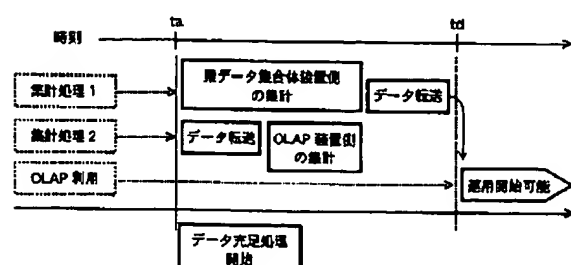 ta
td
時刻
原データ集合体装置側
の集計
集計処理1
データ転送
集計処理2
データ転送
OLAP 装置側
の集計
OLAP 利用
運用開始可能
データ充足処理
開始